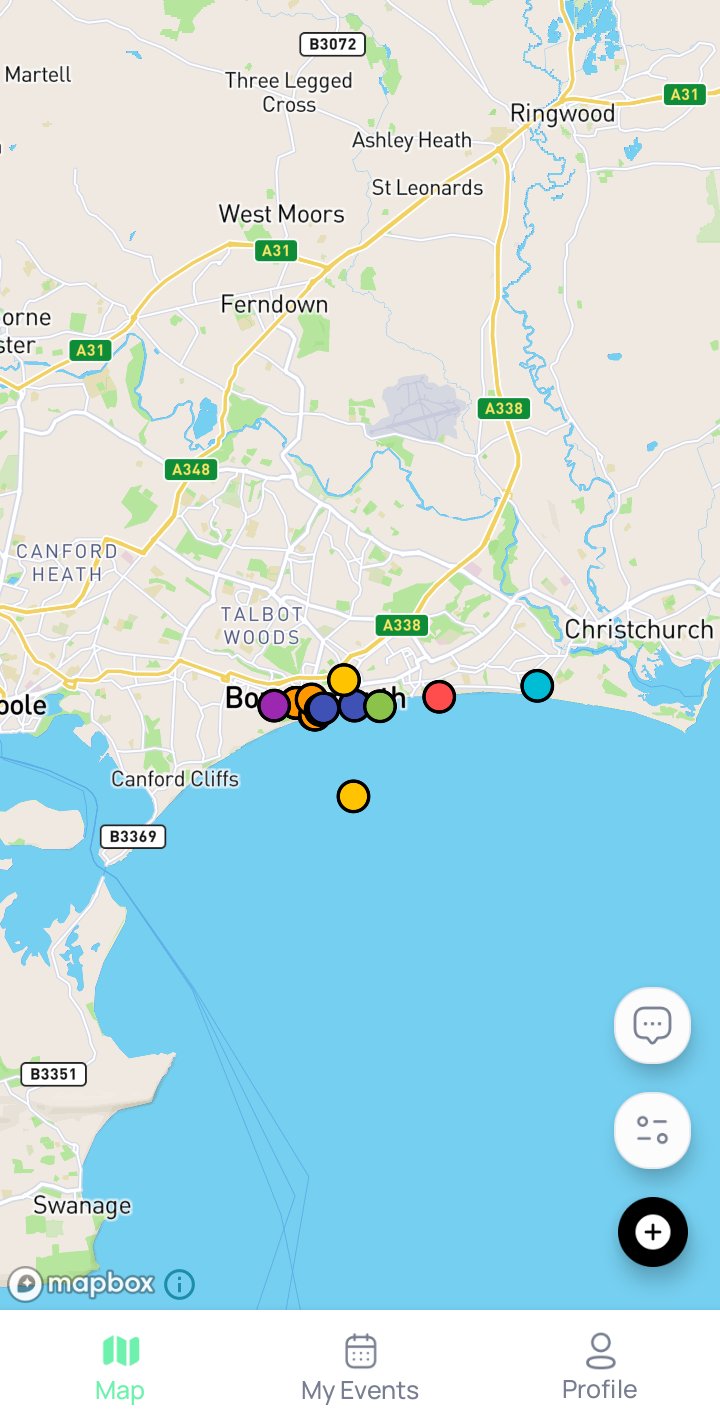 B3072
Martell
Three Legged
Cross
A31
Ringwood
Ashley Heath
St Leonards
West Moors
A31
Ferndown
orne
ster
A31
A338
A348
CANFORD
HEATH
TALBOT
WOODS
A338
Christchurch
Bo
th
oole
Canford Cliffs
B3369
B3351
Swanage
mapbox
Map
My Events
Profile